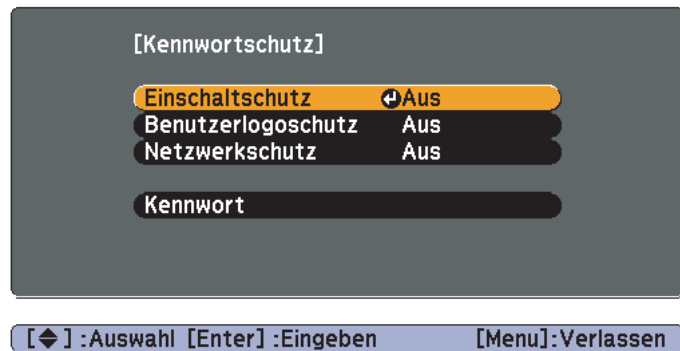 [Kennwortschutz]
Einschaltschutz Aus
Benutzerlogoschutz Aus
Netzwerkschutz Aus
Kennwort
[◆] :Auswahl [Enter] :Eingeben [Menu]:Verlassen